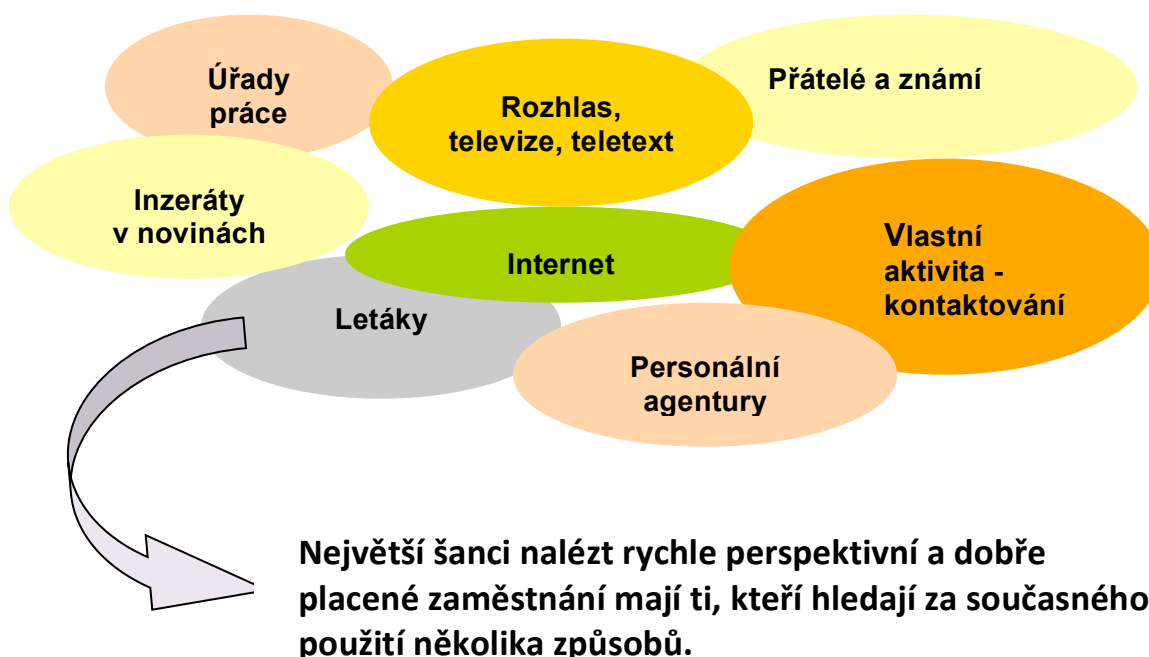 Úřady
práce
Rozhlas,
televize, teletext
Přátelé a známí
Inzeráty
v novinách
Internet
Vlastní
aktivita -
kontaktování
Letáky
Personální
agentury
Největší šanci nalézt rychle perspektivní a dobře
placené zaměstnání mají ti, kteří hledají za současného
použití několika způsobů.